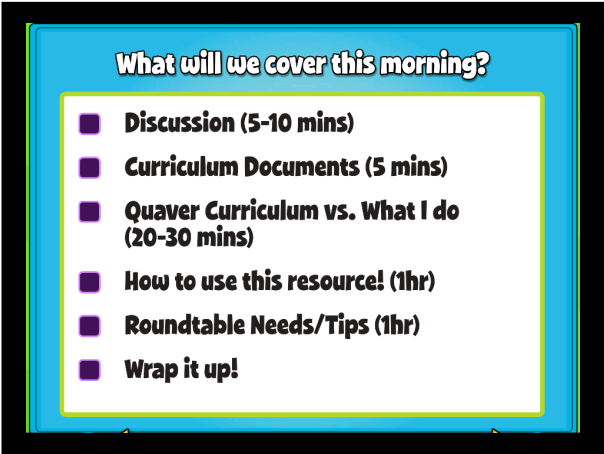 What will we cover this morning?
Discussion (5-10 mins)
Curriculum Documents (5 mins)
Quaver Curriculum vs. What I do
(20-30 mins)
How to use this resource! (1hr)
Roundtable Needs/Tips (1hr)
Wrap it up!